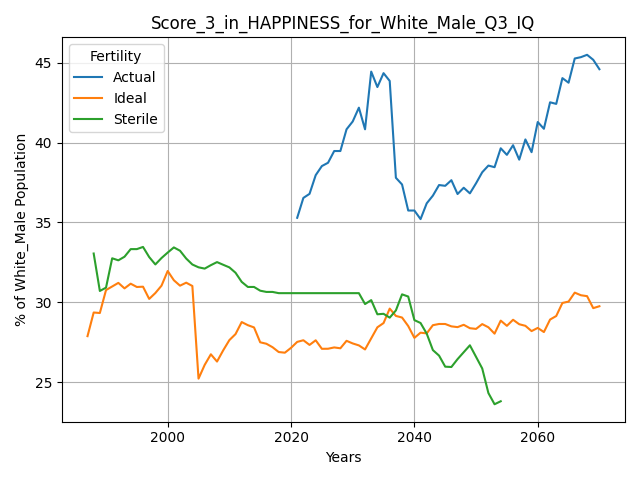 Score_3_in_HAPPINESS_for_White_Male_Q3_IQ
Fertility
Actual
Ideal
Sterile
% of White_Male Population
45
40
35
30
25
2000
2020
2040
2060
Years